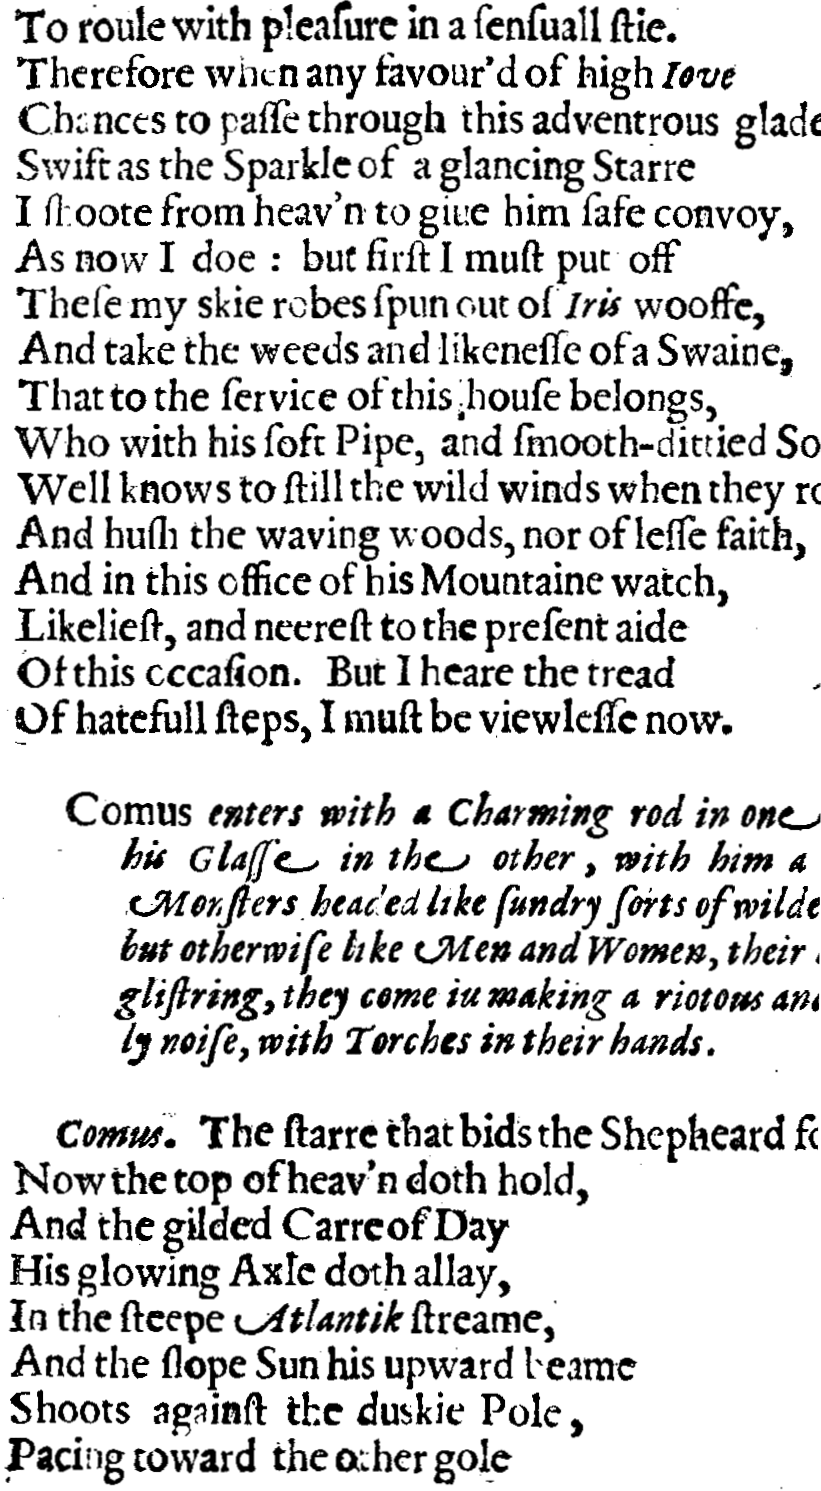 To roule with pleaſure in a ſenſuall ſtie.
Therefore when any favour'd of high Iove
Chances to paſſe through this adventrous glade
Swift as the Sparkle of a glancing Starre
I ſhoote from heav'n to giue him ſafe convoy,
As now I doe : but firſt I muſt put off
Theſe my skie robes ſpun out of Iris wooffe,
And take the weeds and likeneſſe of a Swaine,
That to the ſervice of this houſe belongs,
Who with his ſoft Pipe, and ſmooth-dittied So
Well knows to ſtill the wild winds when they ro
And huſh the waving woods, nor of leſſe faith,
And in this office of his Mountaine watch,
Likelieſt, and neereſt to the preſent aide
Of this occaſion. But I heare the tread
Of hatefull ſteps, I muſt be viewleſſe now.
Comus enters with a Charming rod in one
his Glaſſe in the other, with him a
Monſters headed like ſundry ſorts of wilde
but otherwiſe like Men and Women, their
gliſtring, they come iu making a riotous and
ly noiſe, with Torches in their hands.
Comus. The ſtarre that bids the Shepheard fo
Now the top of heav'n doth hold,
And the gilded Carre of Day
His glowing Axle doth allay,
In the ſteepe Atlantik ſtreame,
And the ſlope Sun his upward beame
Shoots againſt the duskie Pole,
Pacing toward the other gole